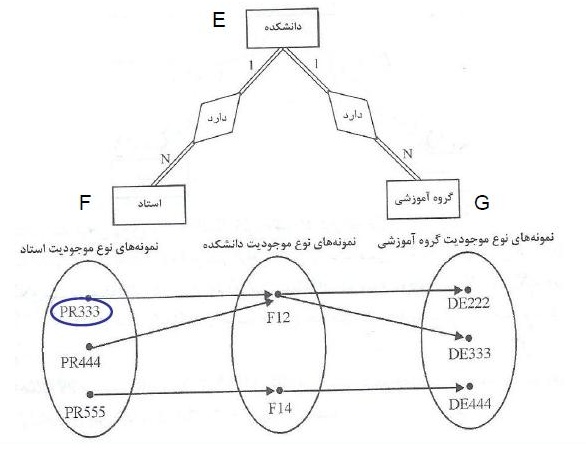 E
دانشکده
1 1
دارد
دارد
N N
F
استاد
گروه آموزشی
G
نمونه‌های نوع موجودیت گروه آموزشی
نمونه‌های نوع موجودیت دانشکده
نمونه‌های نوع موجودیت استاد
PR333
F12
DE222
PR444
DE333
PR555
F14
DE444